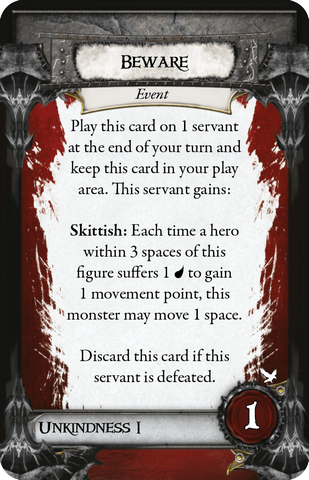 Beware
Event
Play this card on 1 servant
at the end of your turn and
keep this card in your play
area. This servant gains:
Skittish: Each time a hero
within 3 spaces of this
figure suffers 1 to gain
1 movement point, this
monster may move 1 space.
Discard this card if this
servant is defeated.
Unkindness I
1